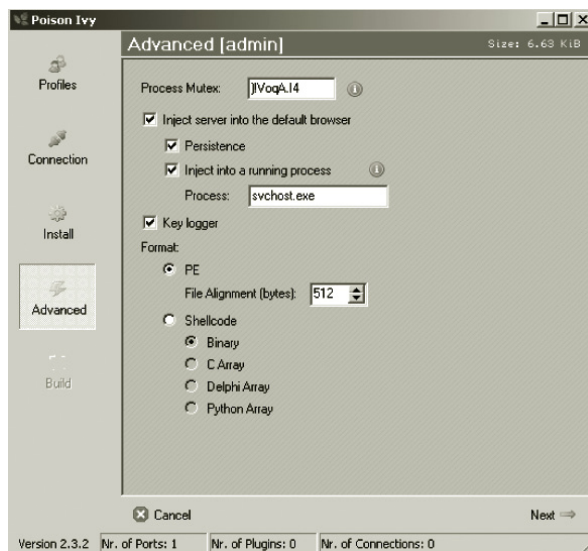 Poison Ivy
Advanced [admin]
Size: 6.63 KiB
Profiles
Connection
Install
Advanced
Build
Process Mutex: )!VoqA.I4
Inject server into the default browser
Persistence
Inject into a running process
Process: svchost.exe
Key logger
Format:
PE
File Alignment (bytes): 512
Shellcode
Binary
C Array
Delphi Array
Python Array
Cancel
Next
Version 2.3.2 Nr. of Ports: 1 Nr. of Plugins: 0 Nr. of Connections: 0